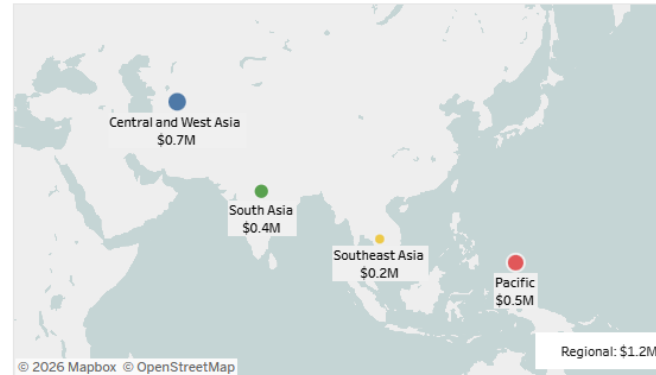 Central and West Asia
$0.7M
South Asia
$0.4M
Southeast Asia
$0.2M
Pacific
$0.5M
Regional: $1.2M
© 2026 Mapbox © OpenStreetMap